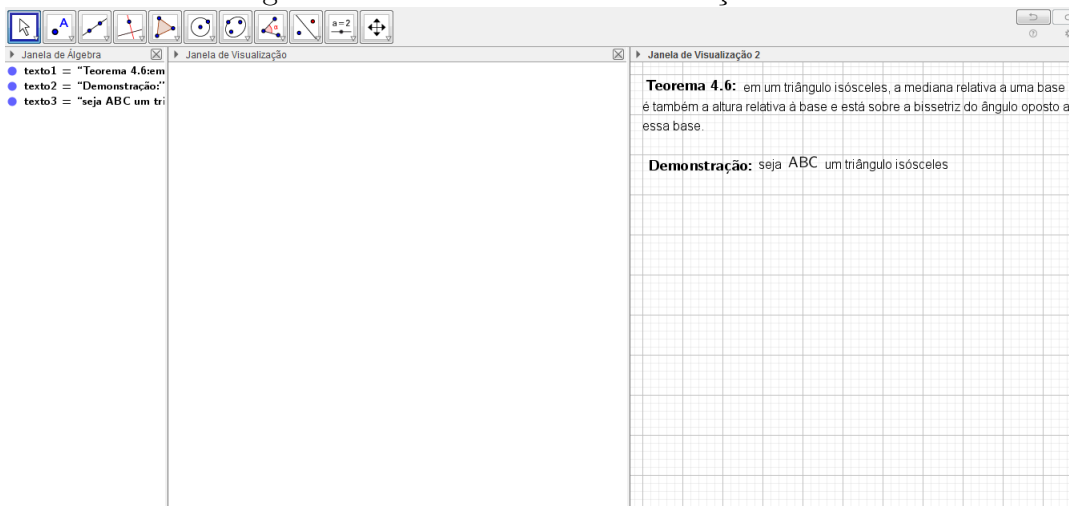 A
α
a=2
Janela de Álgebra
Janela de Visualização
Janela de Visualização 2
texto1 = "Teorema 4.6:em
texto2 = "Demonstração:"
texto3 = "seja ABC um tri
Teorema 4.6: em um triângulo isósceles, a mediana relativa a uma base
é também a altura relativa á base e está sobre a bissetriz do ângulo oposto a
essa base.
Demonstração: seja ABC um triângulo isósceles